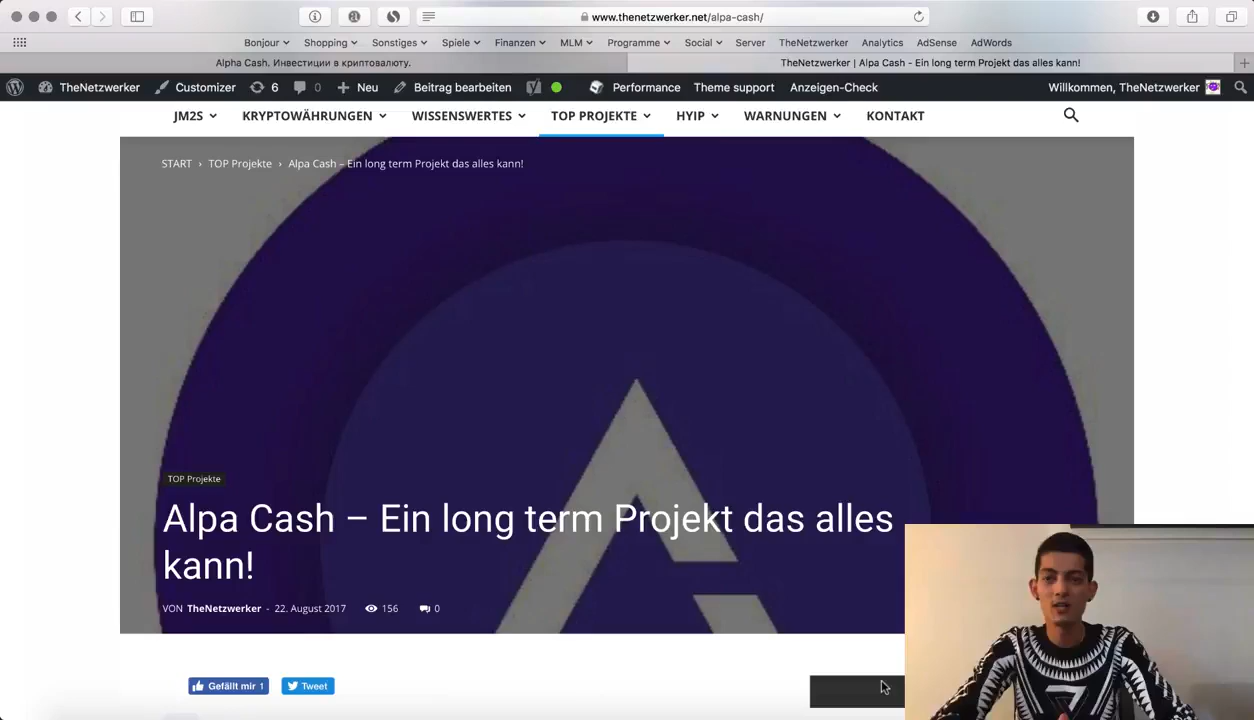 www.thenetzwerker.net/alpa-cash/
Bonjour Shopping Sonstiges Spiele Finanzen MLM Programme Social Server TheNetzwerker Analytics AdSense AdWords
Alpha Cash. Инвестиции в криптовалюту.
TheNetzwerker | Alpa Cash - Ein long term Projekt das alles kann!
TheNetzwerker Customizer 6 0 Neu Beitrag bearbeiten Performance Theme support Anzeigen-Check Willkommen, TheNetzwerker
JM2S KRYPTOWÄHRUNGEN WISSENSWERTES TOP PROJEKTE HYIP WARNUNGEN KONTAKT
START › TOP Projekte › Alpa Cash – Ein long term Projekt das alles kann!
TOP Projekte
Alpa Cash – Ein long term Projekt das alles
kann!
VON TheNetzwerker - 22. August 2017 156 0
Gefällt mir 1 Tweet